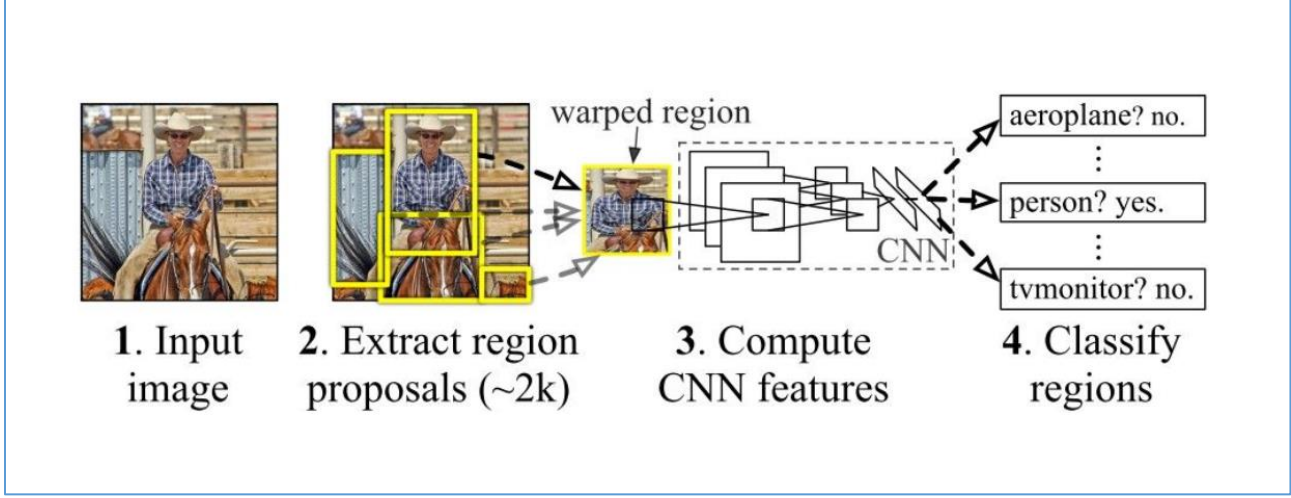 warped region
aeroplane? no.
person? yes.
CNN
tvmonitor? no.
1. Input
image
2. Extract region
proposals (~2k)
3. Compute
CNN features
4. Classify
regions